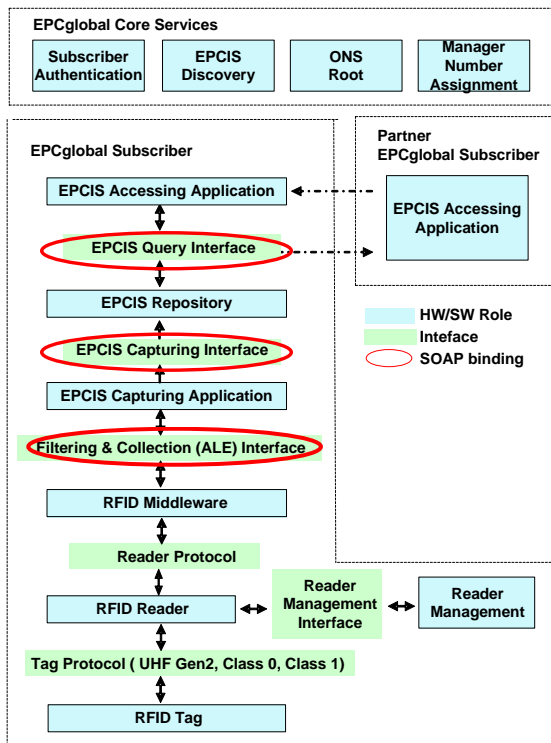 EPCglobal Core Services
Subscriber
Authentication
EPCIS
Discovery
ONS
Root
Manager
Number
Assignment
EPCglobal Subscriber
Partner
EPCglobal Subscriber
EPCIS Accessing Application
EPCIS Accessing
Application
EPCIS Query Interface
EPCIS Repository
HW/SW Role
Inteface
SOAP binding
EPCIS Capturing Interface
EPCIS Capturing Application
Filtering & Collection (ALE) Interface
RFID Middleware
Reader Protocol
RFID Reader
Reader
Management
Interface
Reader
Management
Tag Protocol ( UHF Gen2, Class 0, Class 1)
RFID Tag